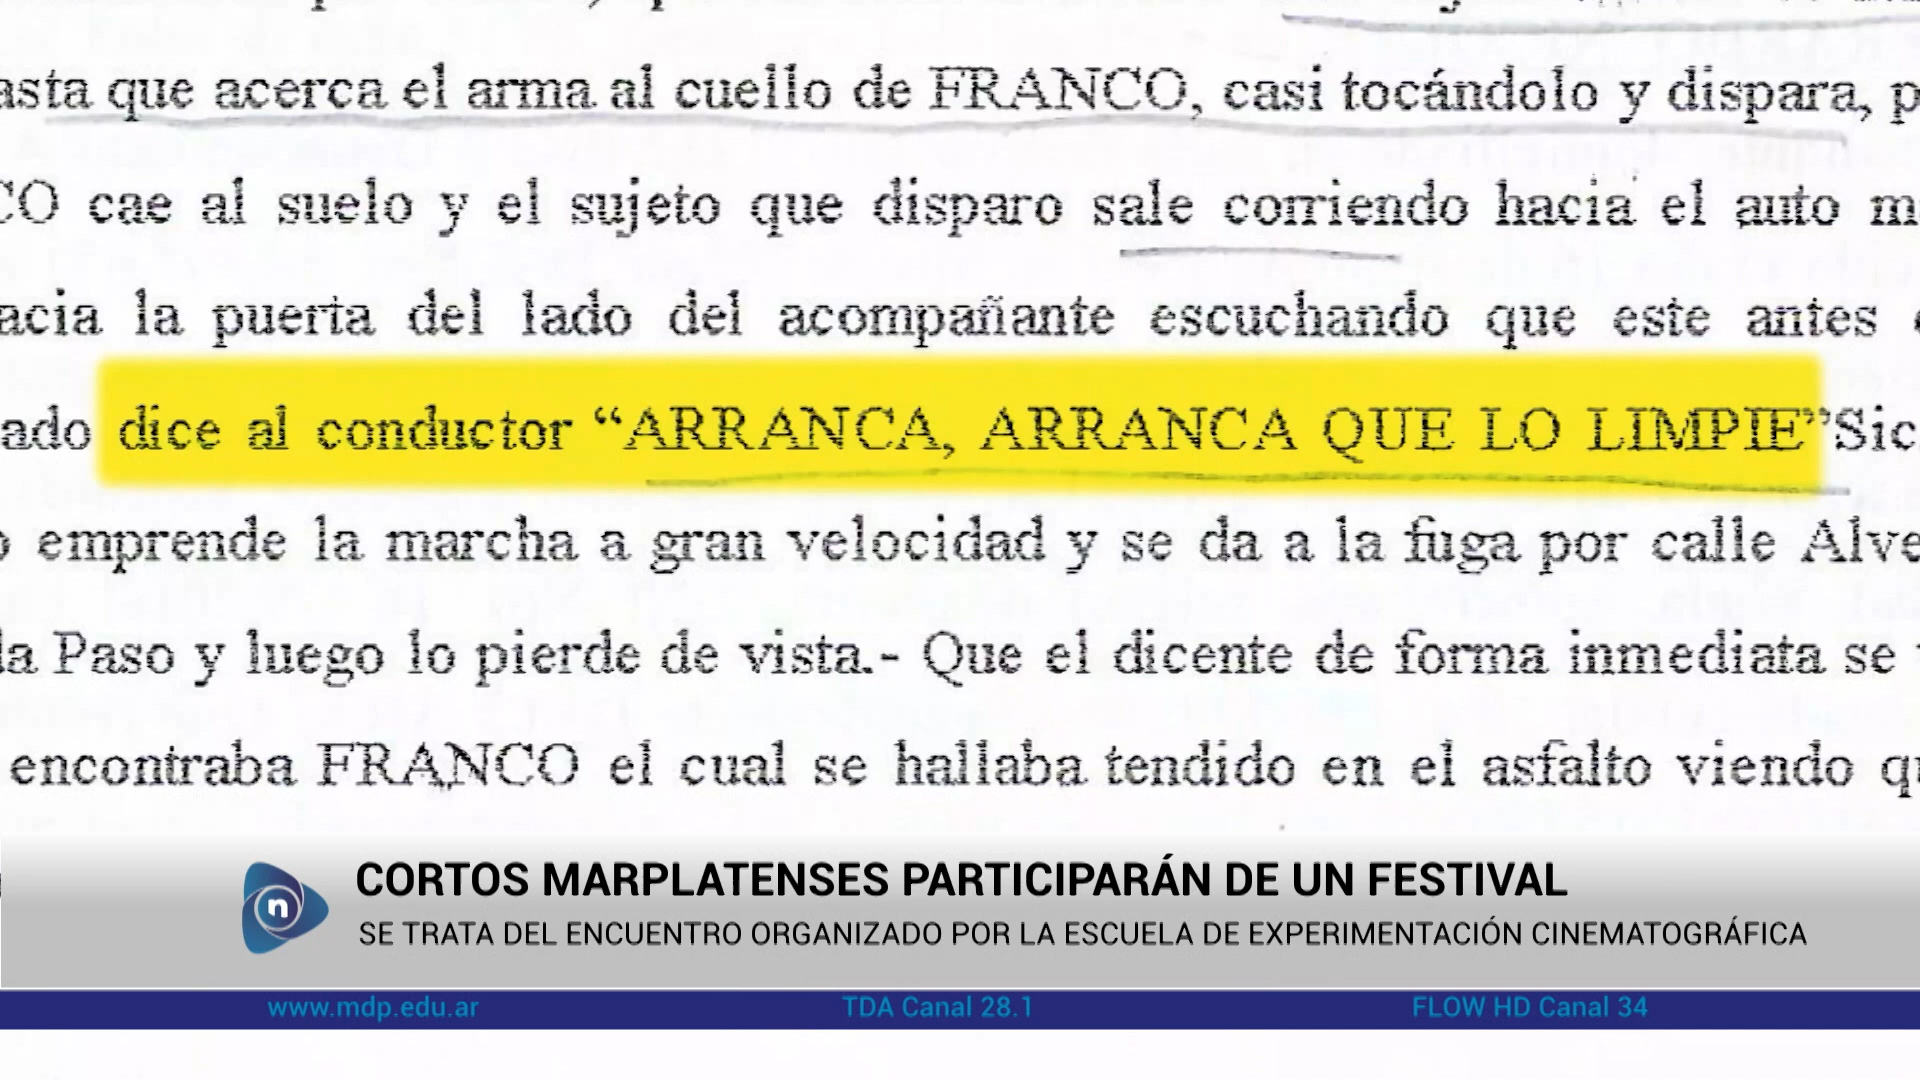 que acerca el arma al cuello de FRANCO, casi tocándolo y dispara,
CO cae al suelo y el sujeto que disparo sale corriendo hacia el auto
la puerta del lado del acompañante escuchando que este antes
ado dice al conductor “ARRANCA, ARRANCA QUE LO LIMPIE”Sic
emprende la marcha a gran velocidad y se da a la fuga por calle Alve
la Paso y luego lo pierde de vista.- Que el dicente de forma inmediata se
encontraba FRANCO el cual se hallaba tendido en el asfalto viendo
n
CORTOS MARPLATENSES PARTICIPARÁN DE UN FESTIVAL
SE TRATA DEL ENCUENTRO ORGANIZADO POR LA ESCUELA DE EXPERIMENTACIÓN CINEMATOGRÁFICA
www.mdp.edu.ar
TDA Canal 28.1
FLOW HD Canal 34